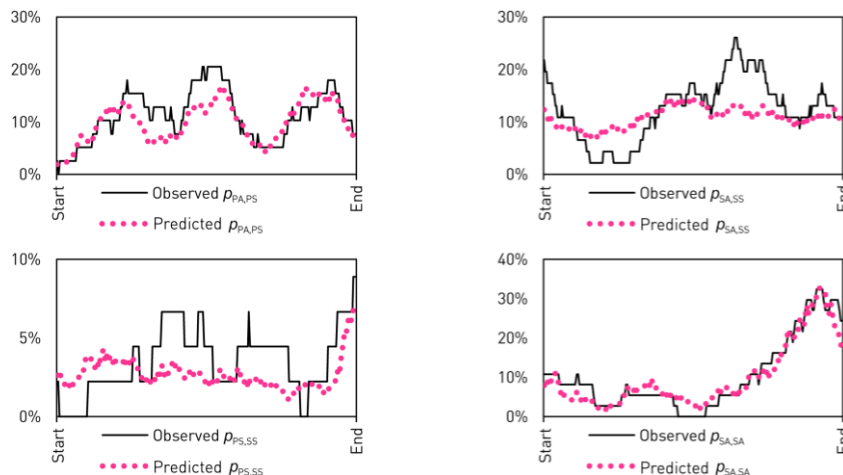 30%
20%
10%
0%
Start
End
Observed pPA,PS
Predicted pPA,PS
30%
20%
10%
0%
Start
End
Observed pSA,SS
Predicted pSA,SS
10%
5%
0%
Start
End
Observed pPS,SS
Predicted pPS,SS
40%
30%
20%
10%
0%
Start
End
Observed pSA,SA
Predicted pSA,SA